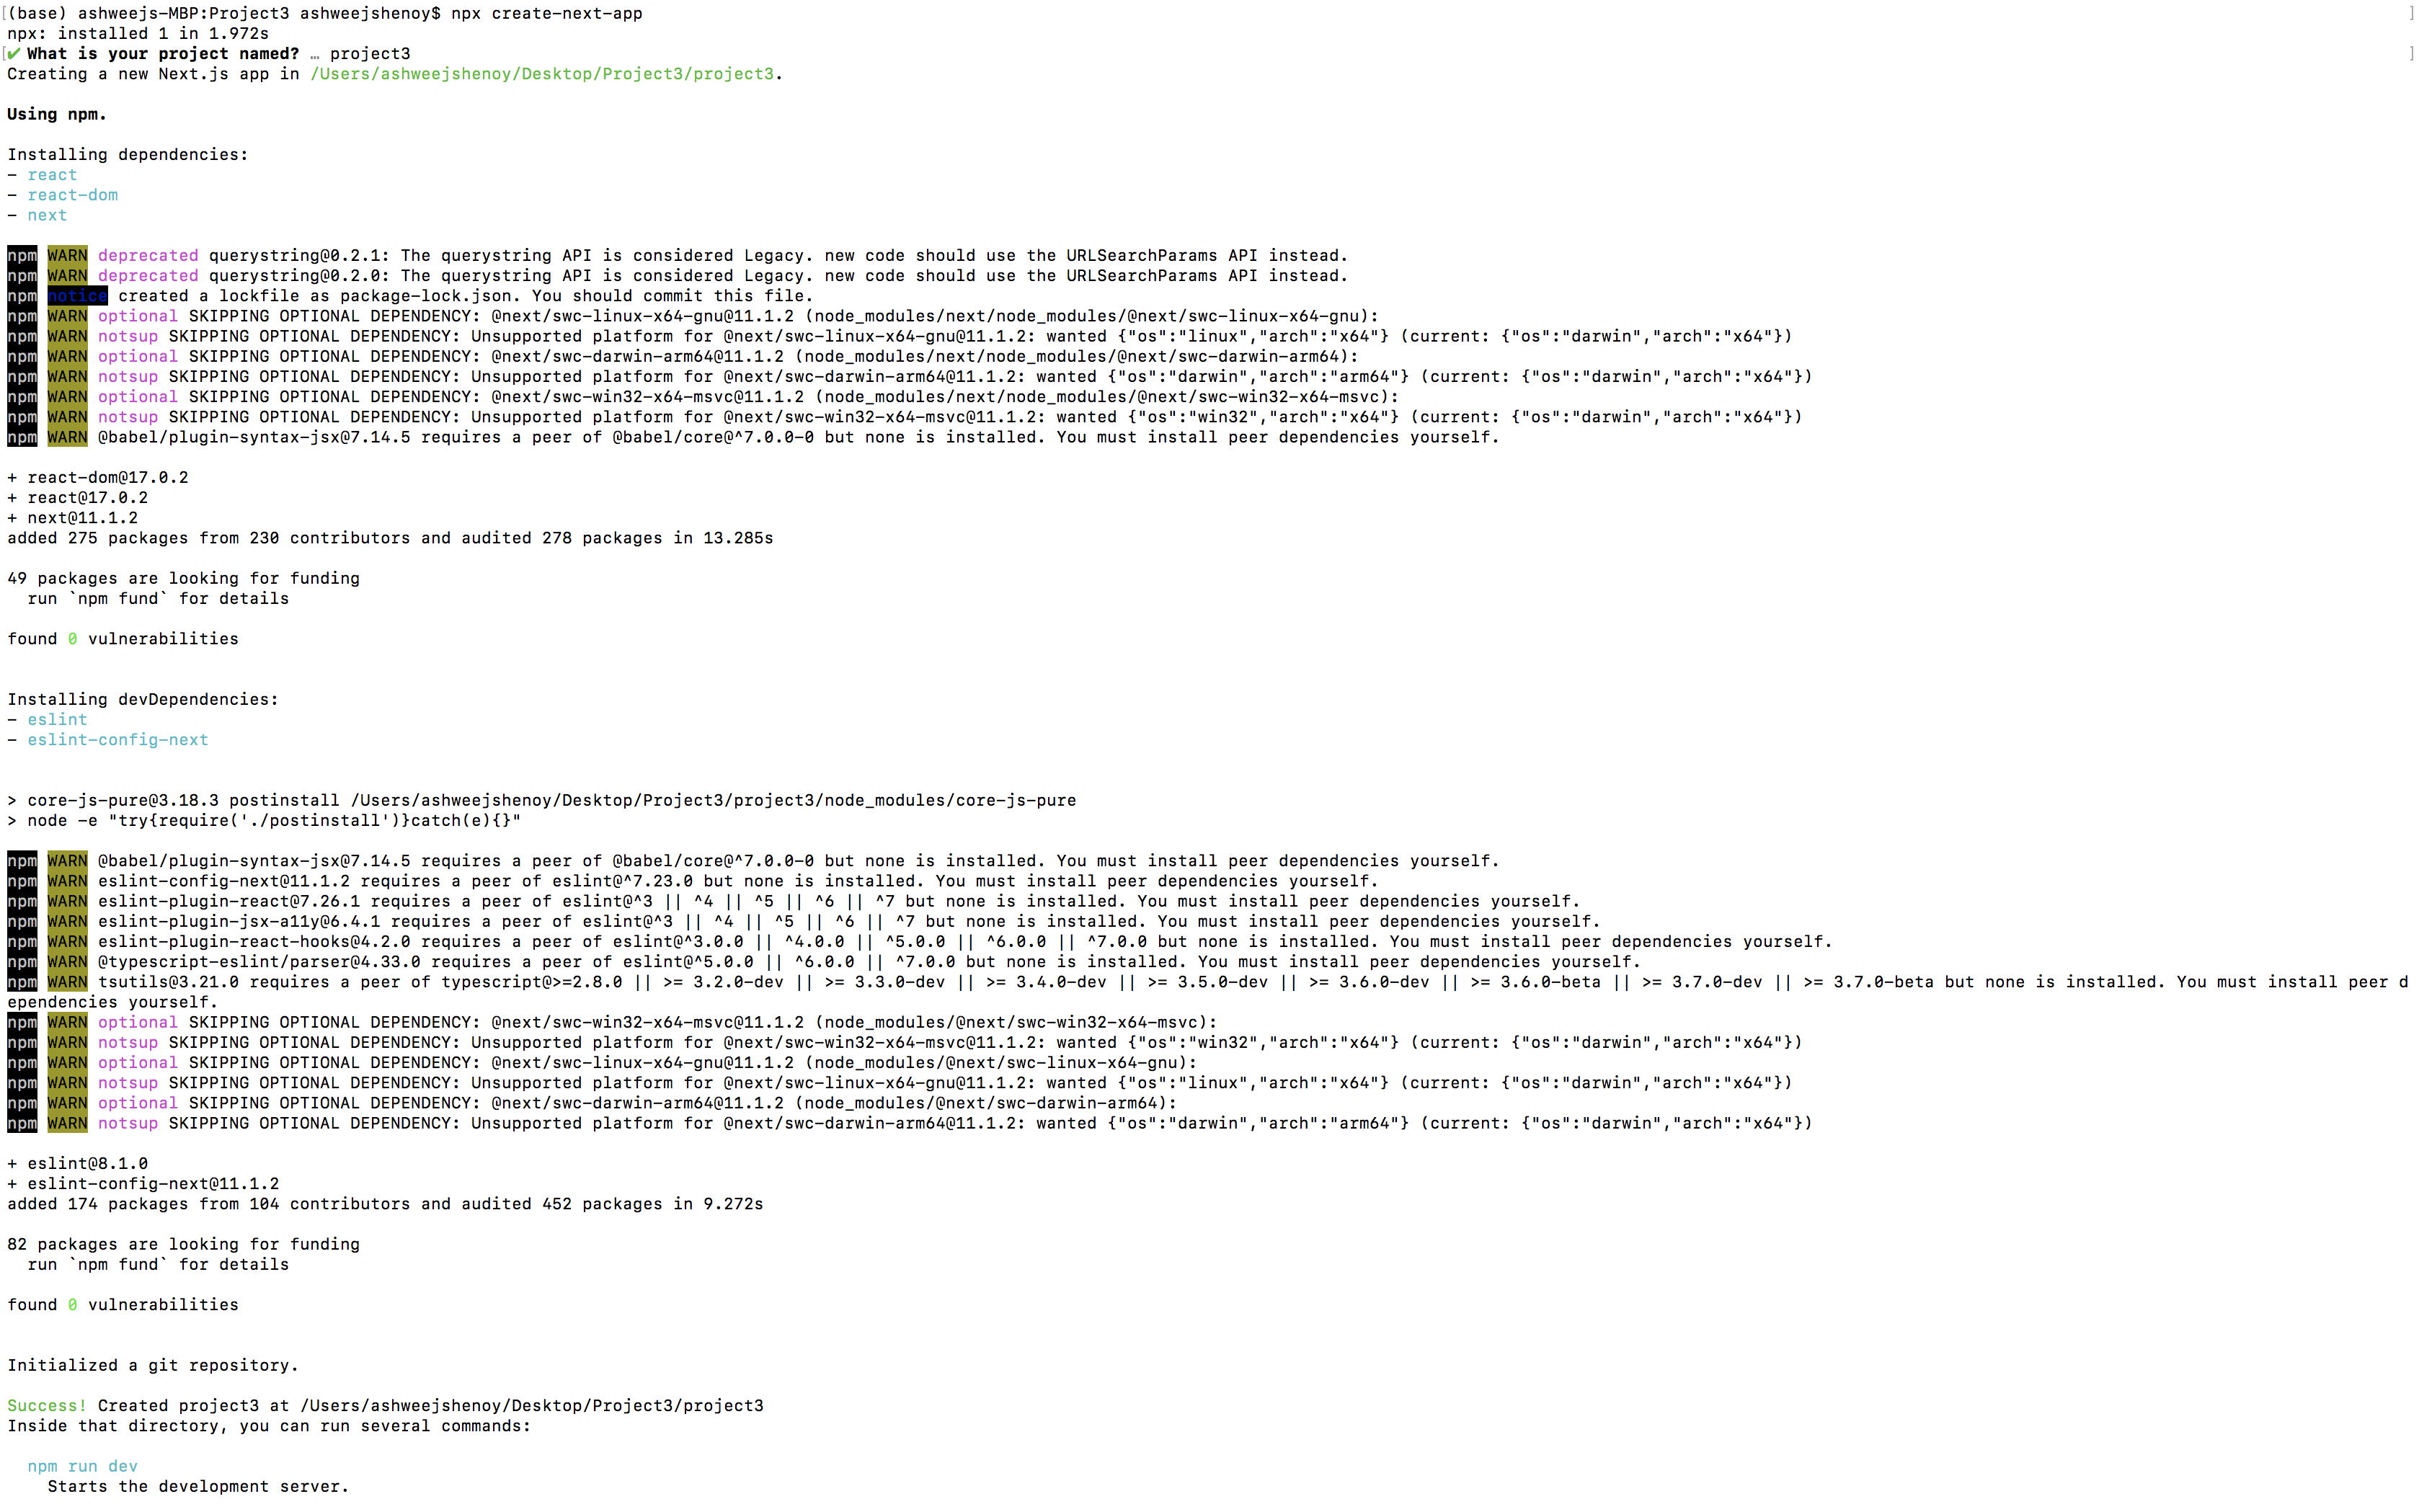 (base) ashweejs-MBP:Project3 ashweejshenoy$ npx create-next-app
npx: installed 1 in 1.972s
✔ What is your project named? … project3
Creating a new Next.js app in /Users/ashweejshenoy/Desktop/Project3/project3.
Using npm.
Installing dependencies:
- react
- react-dom
- next
npm WARN deprecated querystring@0.2.1: The querystring API is considered Legacy. new code should use the URLSearchParams API instead.
npm WARN deprecated querystring@0.2.0: The querystring API is considered Legacy. new code should use the URLSearchParams API instead.
npm notice created a lockfile as package-lock.json. You should commit this file.
npm WARN optional SKIPPING OPTIONAL DEPENDENCY: @next/swc-linux-x64-gnu@11.1.2 (node_modules/next/node_modules/@next/swc-linux-x64-gnu):
npm WARN notsup SKIPPING OPTIONAL DEPENDENCY: Unsupported platform for @next/swc-linux-x64-gnu@11.1.2: wanted {"os":"linux","arch":"x64"} (current: {"os":"darwin","arch":"x64"})
npm WARN optional SKIPPING OPTIONAL DEPENDENCY: @next/swc-darwin-arm64@11.1.2 (node_modules/next/node_modules/@next/swc-darwin-arm64):
npm WARN notsup SKIPPING OPTIONAL DEPENDENCY: Unsupported platform for @next/swc-darwin-arm64@11.1.2: wanted {"os":"darwin","arch":"arm64"} (current: {"os":"darwin","arch":"x64"})
npm WARN optional SKIPPING OPTIONAL DEPENDENCY: @next/swc-win32-x64-msvc@11.1.2 (node_modules/next/node_modules/@next/swc-win32-x64-msvc):
npm WARN notsup SKIPPING OPTIONAL DEPENDENCY: Unsupported platform for @next/swc-win32-x64-msvc@11.1.2: wanted {"os":"win32","arch":"x64"} (current: {"os":"darwin","arch":"x64"})
npm WARN @babel/plugin-syntax-jsx@7.14.5 requires a peer of @babel/core@^7.0.0-0 but none is installed. You must install peer dependencies yourself.
+ react-dom@17.0.2
+ react@17.0.2
+ next@11.1.2
added 275 packages from 230 contributors and audited 278 packages in 13.285s
49 packages are looking for funding
run `npm fund` for details
found 0 vulnerabilities
Installing devDependencies:
- eslint
- eslint-config-next
> core-js-pure@3.18.3 postinstall /Users/ashweejshenoy/Desktop/Project3/project3/node_modules/core-js-pure
> node -e "try{require('./postinstall')}catch(e){}"
npm WARN @babel/plugin-syntax-jsx@7.14.5 requires a peer of @babel/core@^7.0.0-0 but none is installed. You must install peer dependencies yourself.
npm WARN eslint-config-next@11.1.2 requires a peer of eslint@^7.23.0 but none is installed. You must install peer dependencies yourself.
npm WARN eslint-plugin-react@7.26.1 requires a peer of eslint@^3 || ^4 || ^5 || ^6 || ^7 but none is installed. You must install peer dependencies yourself.
npm WARN eslint-plugin-jsx-a11y@6.4.1 requires a peer of eslint@^3 || ^4 || ^5 || ^6 || ^7 but none is installed. You must install peer dependencies yourself.
npm WARN eslint-plugin-react-hooks@4.2.0 requires a peer of eslint@^3.0.0 || ^4.0.0 || ^5.0.0 || ^6.0.0 || ^7.0.0 but none is installed. You must install peer dependencies yourself.
npm WARN @typescript-eslint/parser@4.33.0 requires a peer of eslint@^5.0.0 || ^6.0.0 || ^7.0.0 but none is installed. You must install peer dependencies yourself.
npm WARN tsutils@3.21.0 requires a peer of typescript@>=2.8.0 || >= 3.2.0-dev || >= 3.3.0-dev || >= 3.4.0-dev || >= 3.5.0-dev || >= 3.6.0-dev || >= 3.6.0-beta || >= 3.7.0-dev || >= 3.7.0-beta but none is installed. You must install peer d
ependencies yourself.
npm WARN optional SKIPPING OPTIONAL DEPENDENCY: @next/swc-win32-x64-msvc@11.1.2 (node_modules/@next/swc-win32-x64-msvc):
npm WARN notsup SKIPPING OPTIONAL DEPENDENCY: Unsupported platform for @next/swc-win32-x64-msvc@11.1.2: wanted {"os":"win32","arch":"x64"} (current: {"os":"darwin","arch":"x64"})
npm WARN optional SKIPPING OPTIONAL DEPENDENCY: @next/swc-linux-x64-gnu@11.1.2 (node_modules/@next/swc-linux-x64-gnu):
npm WARN notsup SKIPPING OPTIONAL DEPENDENCY: Unsupported platform for @next/swc-linux-x64-gnu@11.1.2: wanted {"os":"linux","arch":"x64"} (current: {"os":"darwin","arch":"x64"})
npm WARN optional SKIPPING OPTIONAL DEPENDENCY: @next/swc-darwin-arm64@11.1.2 (node_modules/@next/swc-darwin-arm64):
npm WARN notsup SKIPPING OPTIONAL DEPENDENCY: Unsupported platform for @next/swc-darwin-arm64@11.1.2: wanted {"os":"darwin","arch":"arm64"} (current: {"os":"darwin","arch":"x64"})
+ eslint@8.1.0
+ eslint-config-next@11.1.2
added 174 packages from 104 contributors and audited 452 packages in 9.272s
82 packages are looking for funding
run `npm fund` for details
found 0 vulnerabilities
Initialized a git repository.
Success! Created project3 at /Users/ashweejshenoy/Desktop/Project3/project3
Inside that directory, you can run several commands:
npm run dev
Starts the development server.